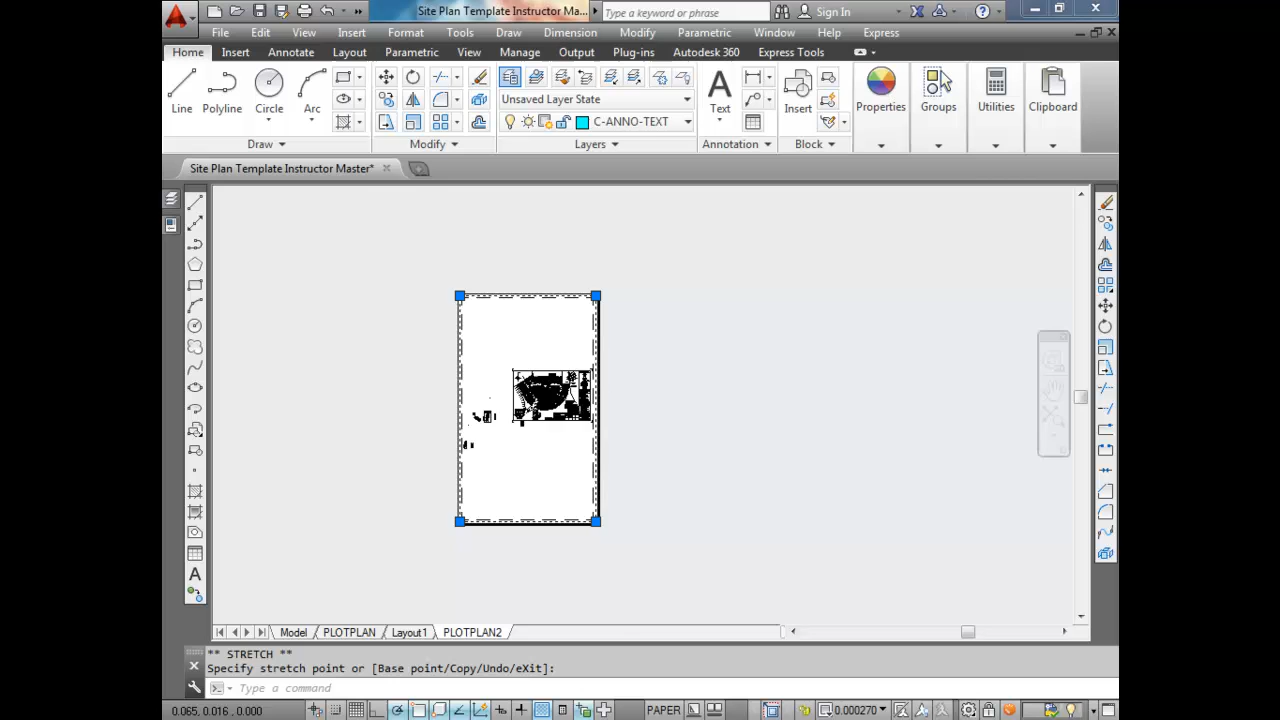 Site Plan Template Instructor Ma...
Type a keyword or phrase
Sign In
File Edit View Insert Format Tools Draw Dimension Modify Parametric Window Help Express
Home Insert Annotate Layout Parametric View Manage Output Plug-ins Autodesk 360 Express Tools
Unsaved Layer State
C-ANNO-TEXT
Line Polyline Circle Arc Text Insert Properties Groups Utilities Clipboard
Draw Modify Layers Annotation Block
Site Plan Template Instructor Master*
Model PLOTPLAN Layout1 PLOTPLAN2
** STRETCH **
Specify stretch point or [Base point/Copy/Undo/eXit]:
Type a command
0.065, 0.016, 0.000 PAPER 0.000270